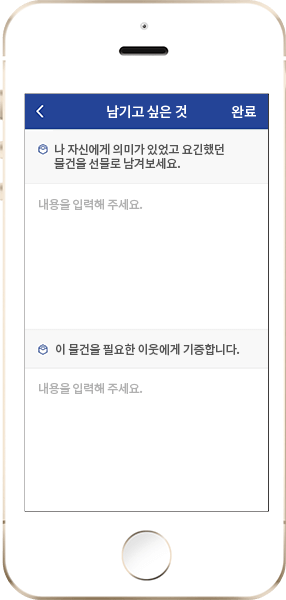 남기고 싶은 것
완료
나 자신에게 의미가 있었고 요긴했던
물건을 선물로 남겨보세요.
내용을 입력해 주세요.
이 물건을 필요한 이웃에게 기증합니다.
내용을 입력해 주세요.